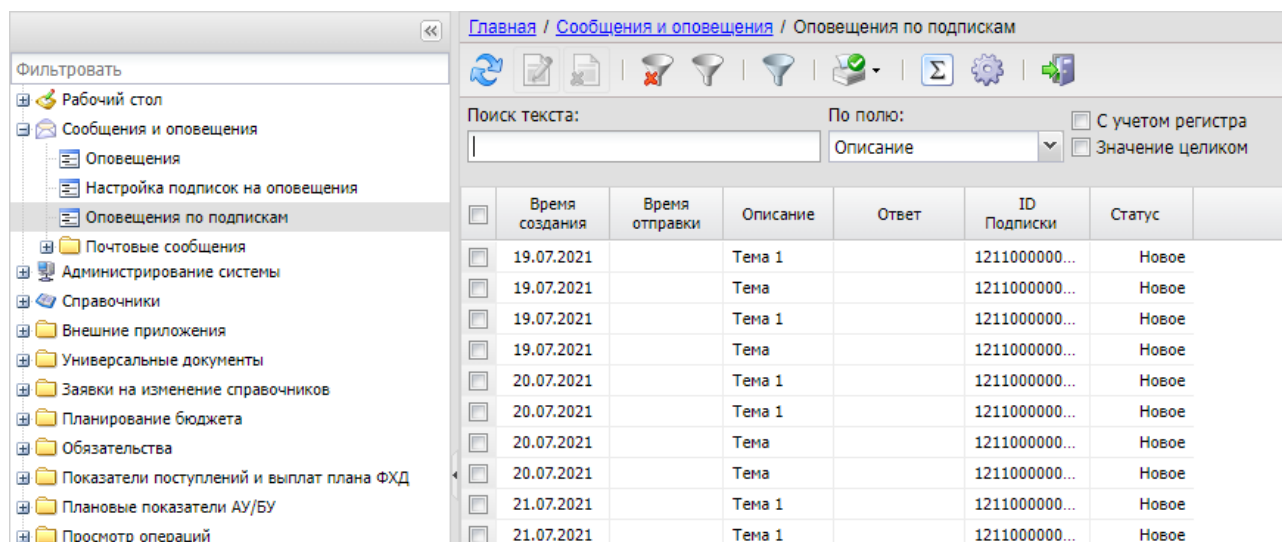 Главная / Сообщения и оповещения / Оповещения по подпискам
Фильтровать
Рабочий стол
Сообщения и оповещения
Оповещения
Настройка подписок на оповещения
Оповещения по подпискам
Почтовые сообщения
Администрирование системы
Справочники
Внешние приложения
Универсальные документы
Заявки на изменение справочников
Планирование бюджета
Обязательства
Показатели поступлений и выплат плана ФХД
Плановые показатели АУ/БУ
Просмотр операций
Σ
Поиск текста: По полю: С учетом регистра
Описание Значение целиком
Время создания Время отправки Описание Ответ ID Подписки Статус
19.07.2021 Тема 1 1211000000... Новое
19.07.2021 Тема 1211000000... Новое
19.07.2021 Тема 1 1211000000... Новое
19.07.2021 Тема 1211000000... Новое
20.07.2021 Тема 1 1211000000... Новое
20.07.2021 Тема 1 1211000000... Новое
20.07.2021 Тема 1211000000... Новое
20.07.2021 Тема 1211000000... Новое
21.07.2021 Тема 1 1211000000... Новое
21.07.2021 Тема 1 1211000000... Новое